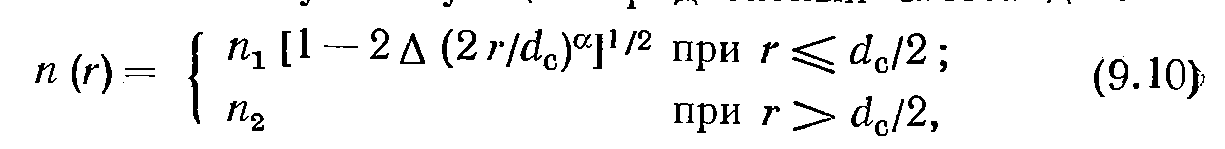 n (r) = { n₁ [1 — 2 Δ (2 r/d_c)^α]^1/2 при r ⩽ d_c/2 ;
n₂ при r > d_c/2, (9.10)